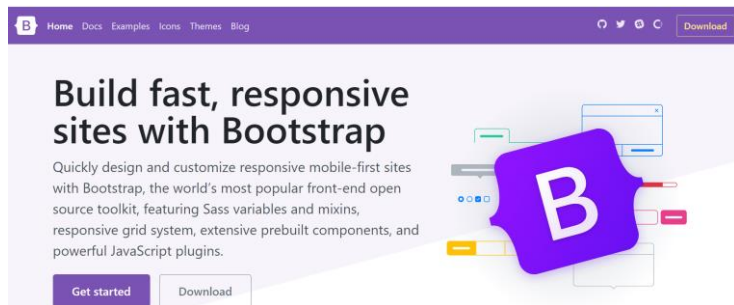 B Home Docs Examples Icons Themes Blog Download
Build fast, responsive
sites with Bootstrap
Quickly design and customize responsive mobile-first sites
with Bootstrap, the world's most popular front-end open
source toolkit, featuring Sass variables and mixins,
responsive grid system, extensive prebuilt components, and
powerful JavaScript plugins.
B
Get started Download